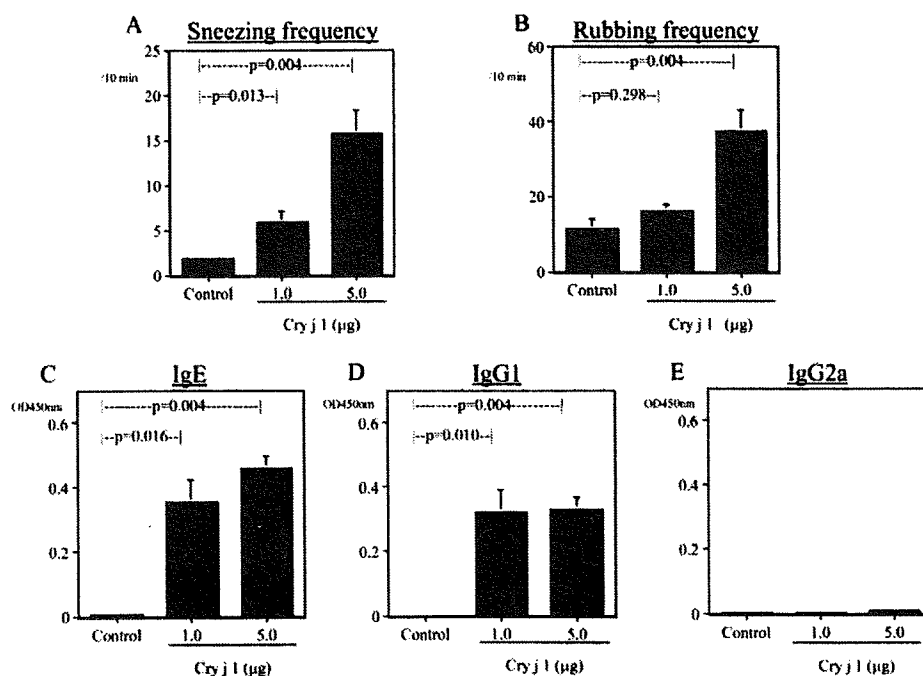 A Sneezing frequency
25
/10 min
|--------------p=0.004--------------|
20
|--p=0.013--|
15
10
5
0
Control 1.0 5.0
Cry j 1 (µg)
B Rubbing frequency
60
/10 min
|--------------p=0.004--------------|
40
|--p=0.298--|
20
0
Control 1.0 5.0
Cry j 1 (µg)
C IgE
OD450nm
0.6
|--------p=0.004--------|
|--p=0.016--|
0.4
0.2
0
Control 1.0 5.0
Cry j 1 (µg)
D IgG1
OD450nm
0.6
|--------p=0.004--------|
|--p=0.010--|
0.4
0.2
0
Control 1.0 5.0
Cry j 1 (µg)
E IgG2a
OD450nm
0.6
0.4
0.2
0
Control 1.0 5.0
Cry j 1 (µg)